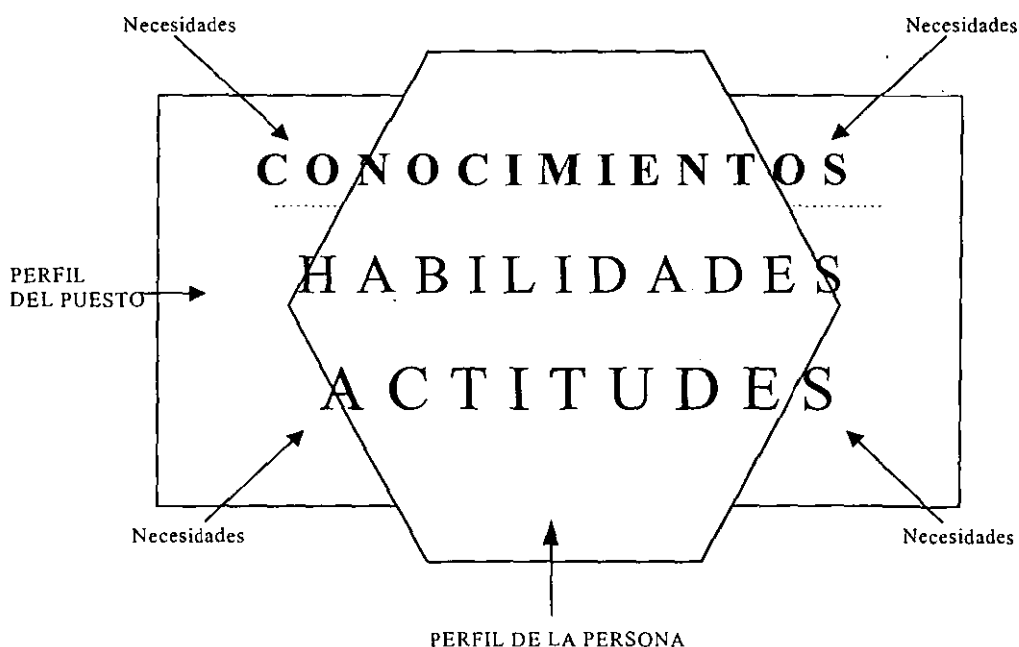 Necesidades
Necesidades
CONOCIMIENTOS
HABILIDADES
PERFIL
DEL PUESTO
ACTITUDES
Necesidades
Necesidades
PERFIL DE LA PERSONA